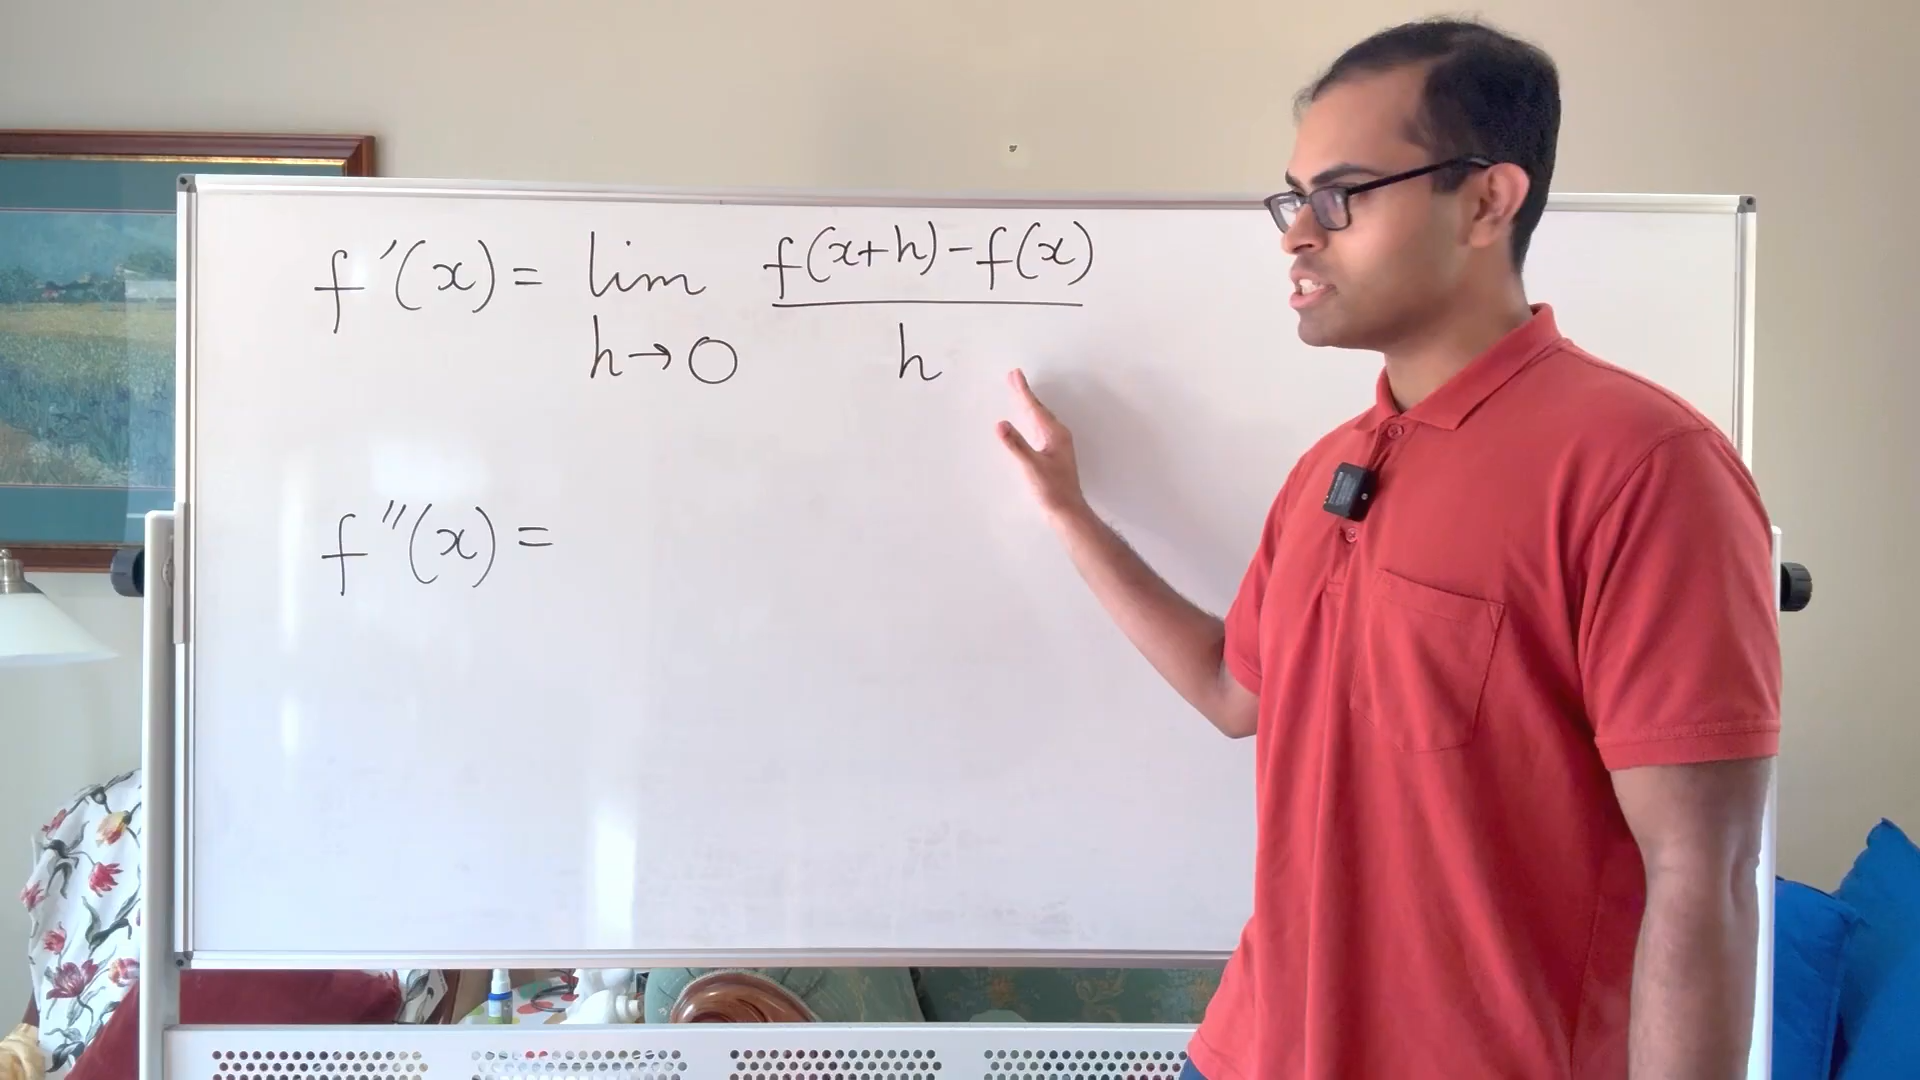 f'(x) = lim h→0 (f(x+h) - f(x)) / h
f''(x) =